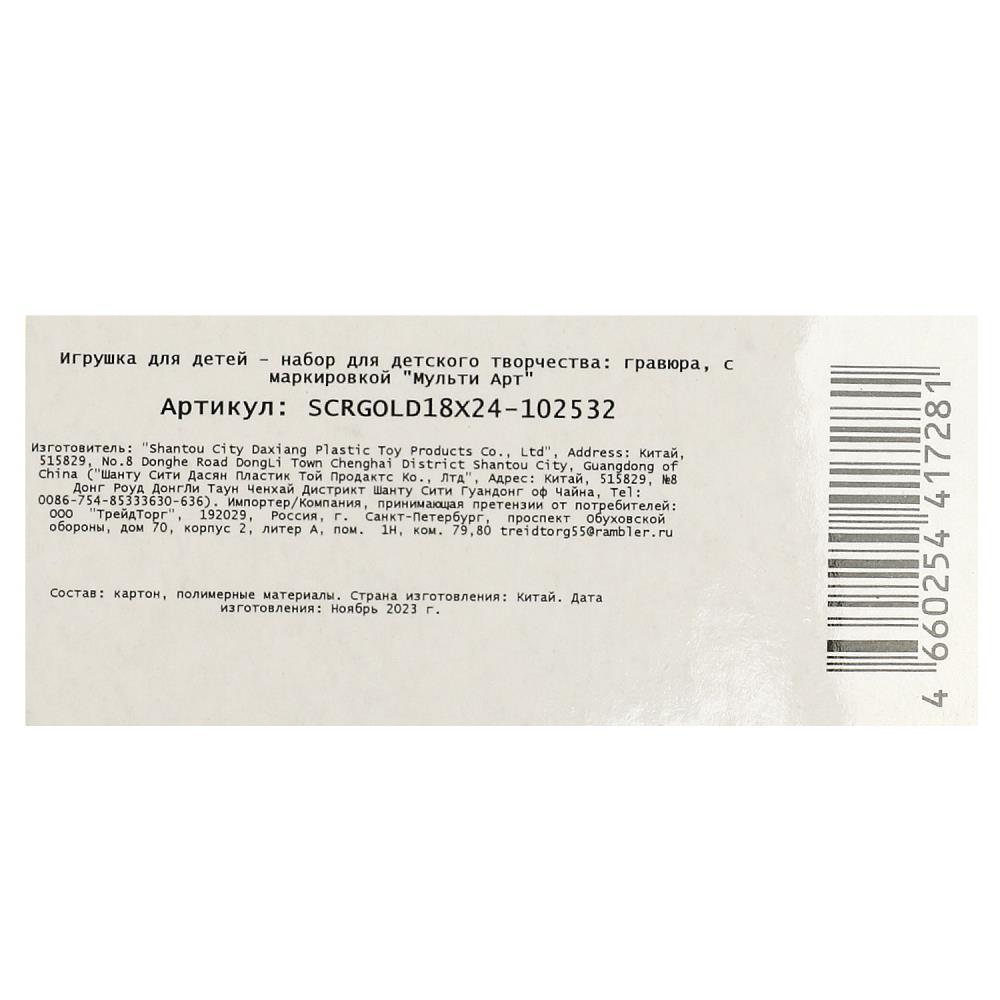 Игрушка для детей – набор для детского творчества: гравюра, с
маркировкой "Мульти Арт"
Артикул: SCRGOLD18X24-102532
Изготовитель: "Shantou City Daxiang Plastic Toy Products Co., Ltd", Address: Китай,
515829, No.8 Donghe Road DongLi Town Chenghai District Shantou City, Guangdong of
China ("Шанту Сити Дасян Пластик Той Продактс Ко., Лтд", Адрес: Китай, 515829, №8
Донг Роуд ДонгЛи Таун Ченхай Дистрикт Шанту Сити Гуандонг оф Чайна, Tel:
0086-754-85333630-636). Импортер/Компания, принимающая претензии от потребителей:
ООО "ТрейдТорг", 192029, Россия, г. Санкт-Петербург, проспект Обуховской
обороны, дом 70, корпус 2, литер А, пом. 1Н, ком. 79,80 treidtorg55@rambler.ru
Состав: картон, полимерные материалы. Страна изготовления: Китай. Дата
изготовления: Ноябрь 2023 г.
4 660254 417281